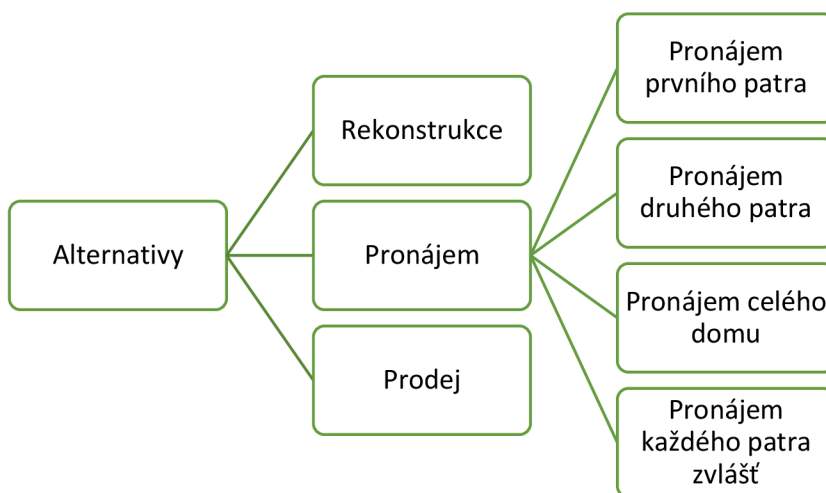 Alternativy
Rekonstrukce
Pronájem
Prodej
Pronájem
prvního patra
Pronájem
druhého patra
Pronájem celého
domu
Pronájem
každého patra
zvlášť